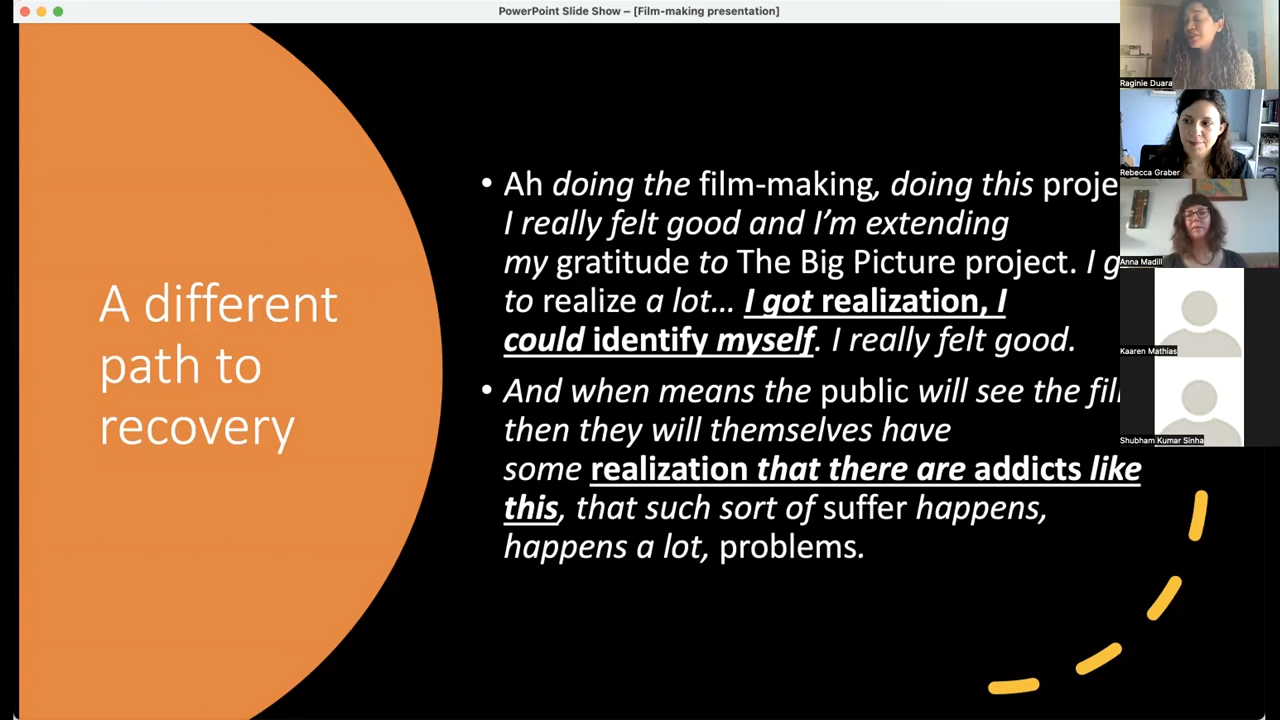 PowerPoint Slide Show – [Film-making presentation]
A different
path to
recovery
• Ah doing the film-making, doing this
I really felt good and I'm extending
my gratitude to The Big Picture project. I
to realize a lot... I got realization, I
could identify myself. I really felt good.
• And when means the public will see the
then they will themselves have
some realization that there are addicts like
this, that such sort of suffer happens,
happens a lot, problems.
Raginie Duara
Rebecca Graber
Anna Madill
Kaaren Mathias
Shubham Kumar Sinha